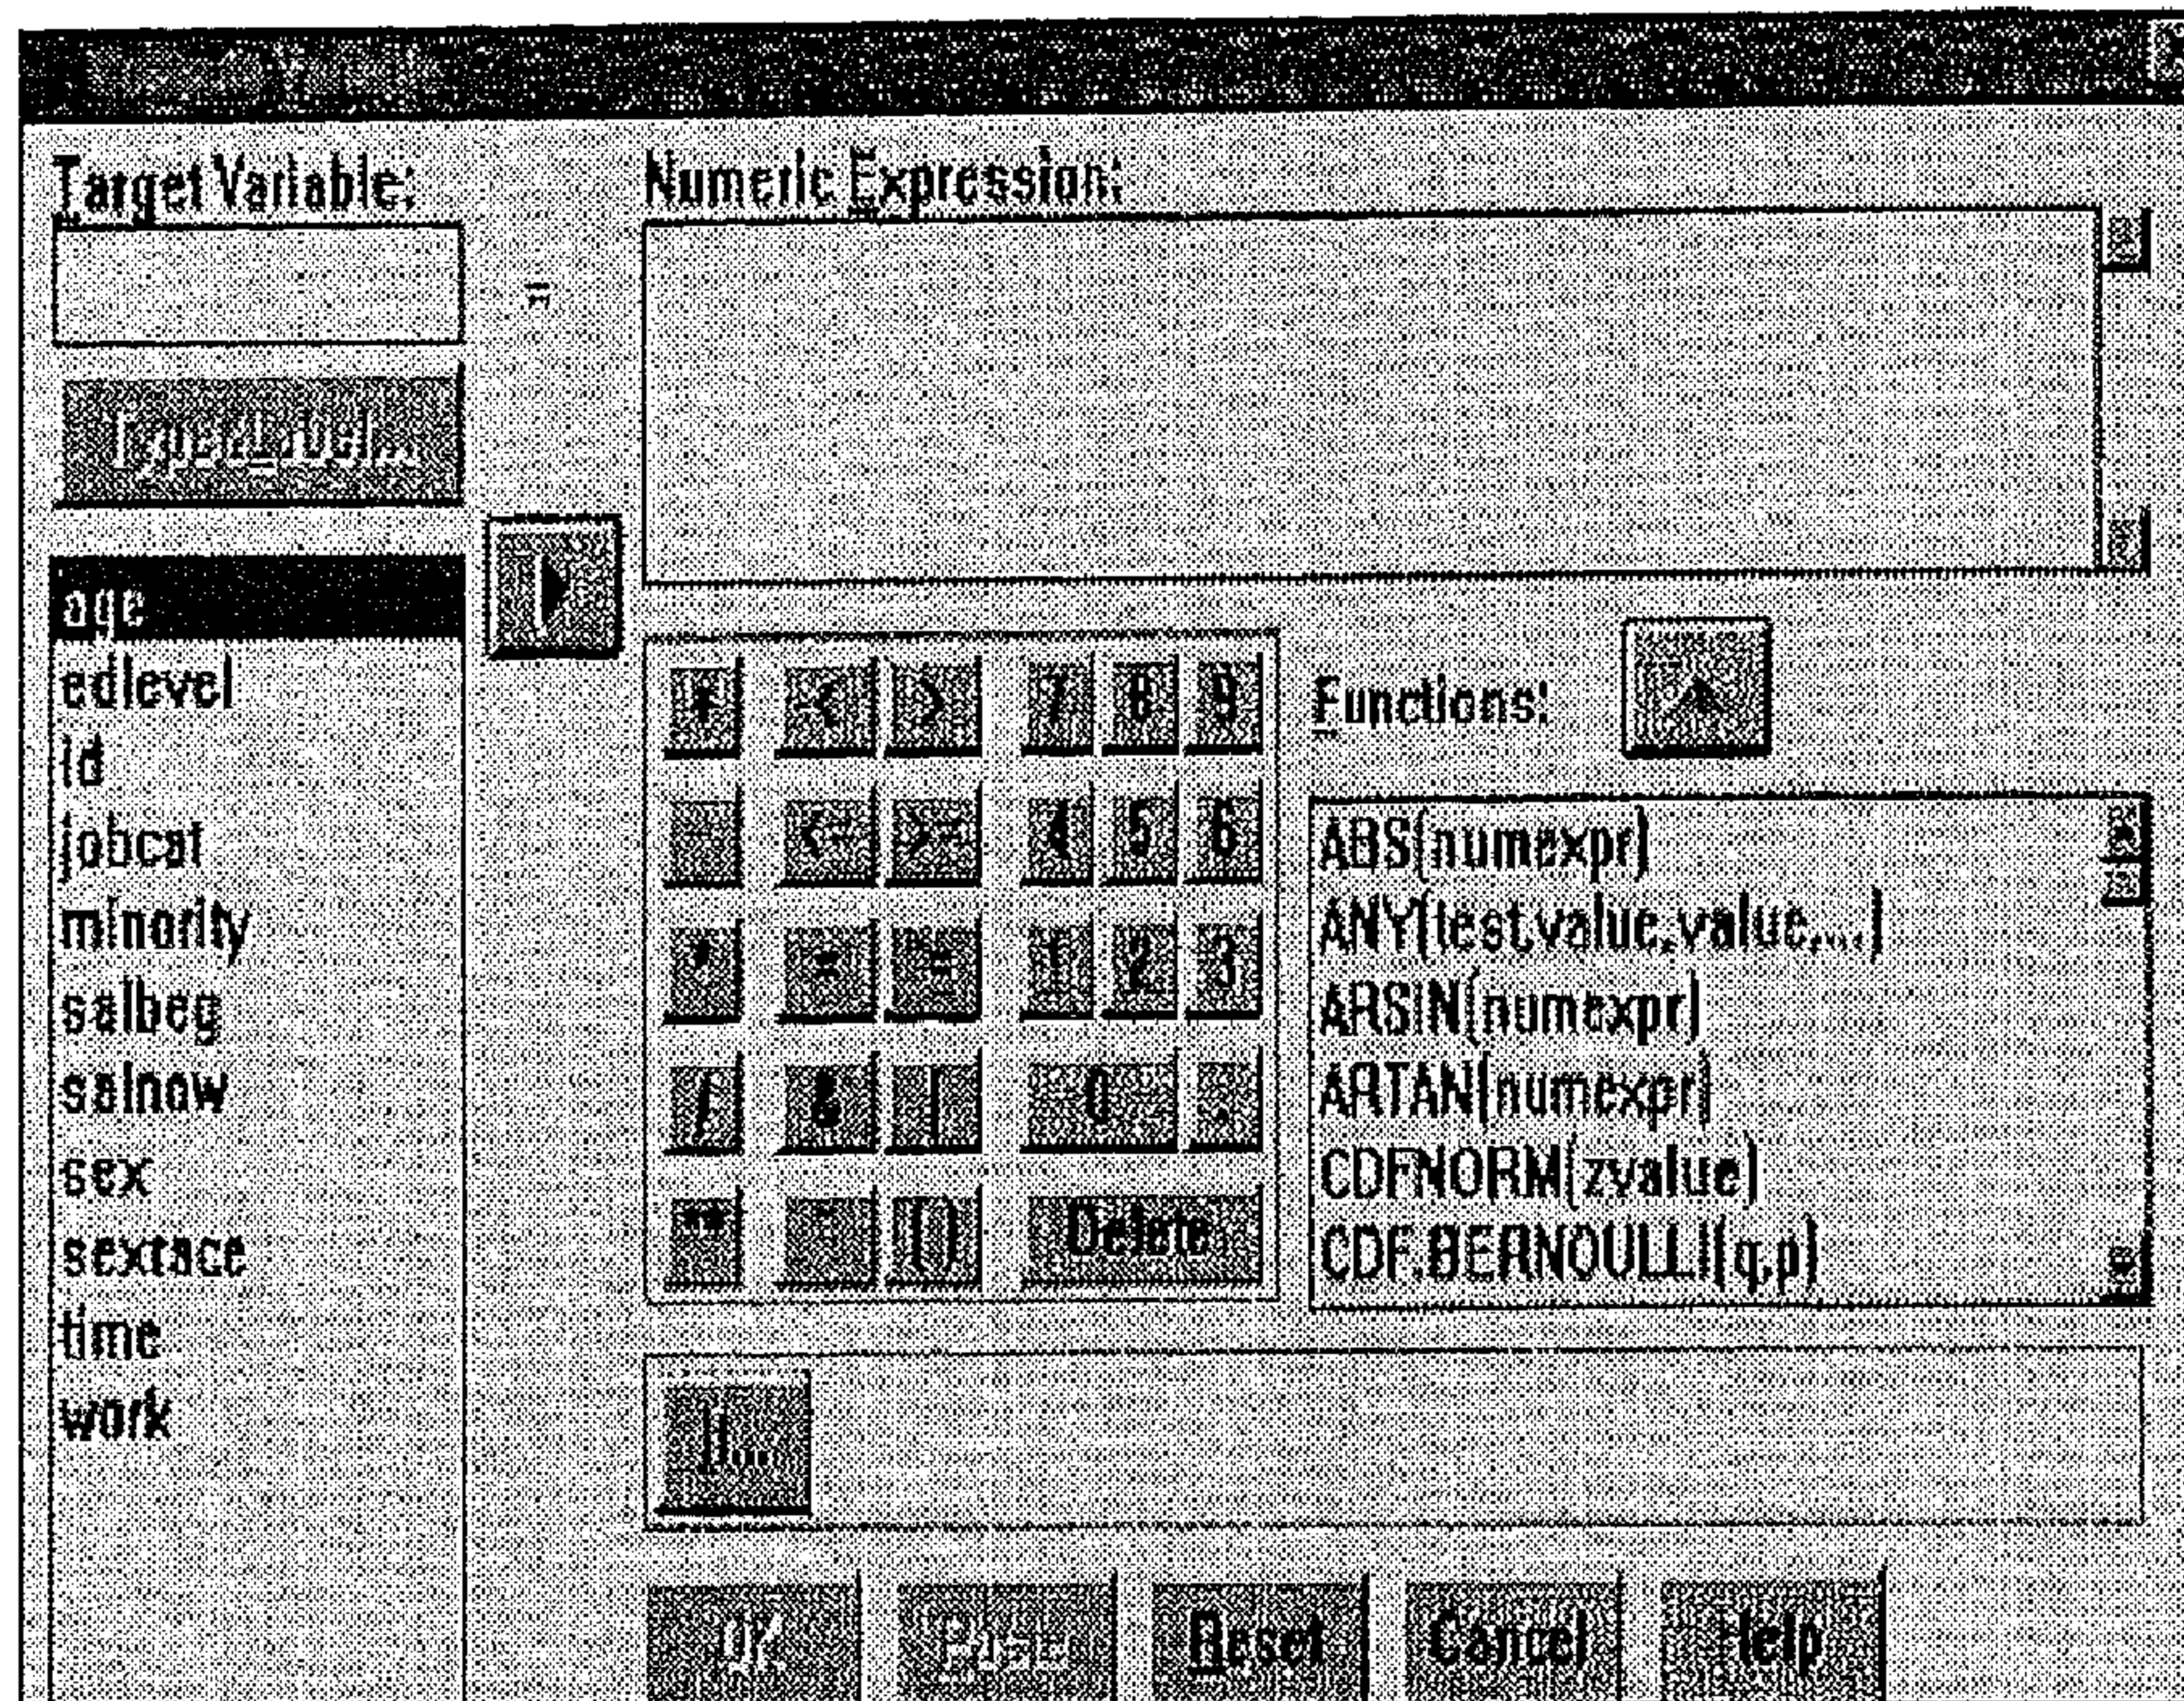 Target Variable:
Numeric Expression:
=
Type&Label...
age
edlevel
id
jobcat
minority
salbeg
salnow
sex
sexrace
time
work
+ < > 7 8 9
- <= >= 4 5 6
* = ~= 1 2 3
/ & | 0 .
** ~ () Delete
Functions:
ABS(numexpr)
ANY(test,value,value,...)
ARSIN(numexpr)
ARTAN(numexpr)
CDFNORM(zvalue)
CDF.BERNOULLI(q,p)
If...
OK Paste Reset Cancel Help